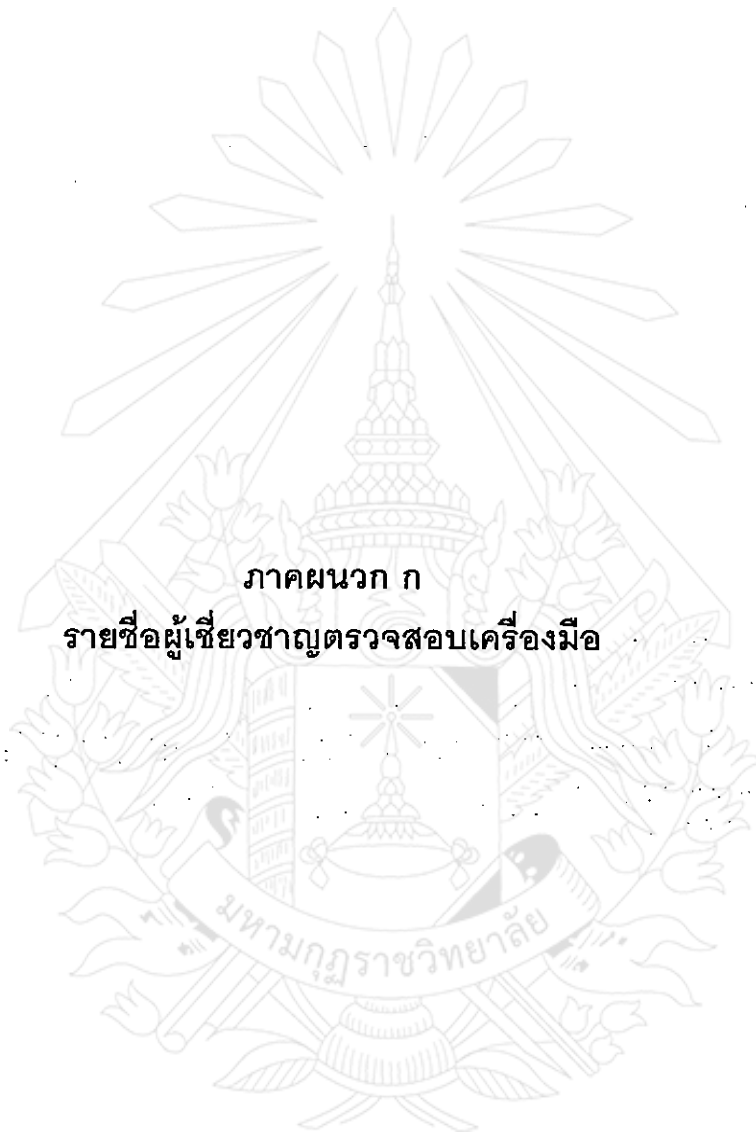 ภาคผนวก ก
รายชื่อผู้เชี่ยวชาญตรวจสอบเครื่องมือ
มหามกุฏราชวิทยาลัย